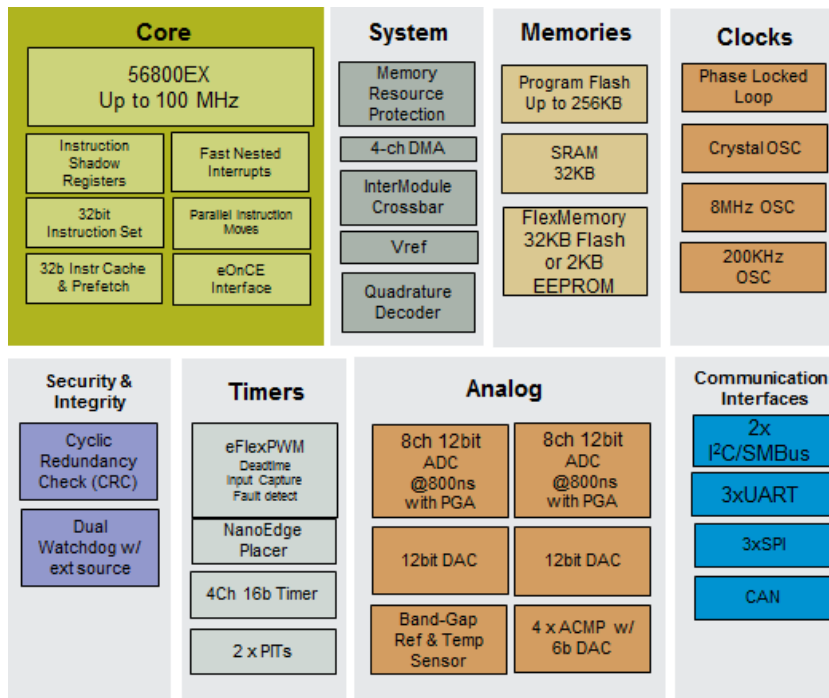 Core
56800EX
Up to 100 MHz
Instruction
Shadow
Registers
Fast Nested
Interrupts
32bit
Instruction Set
Parallel Instruction
Moves
32b Instr Cache
& Prefetch
eOnCE
Interface
System
Memory
Resource
Protection
4-ch DMA
InterModule
Crossbar
Vref
Quadrature
Decoder
Memories
Program Flash
Up to 256KB
SRAM
32KB
FlexMemory
32KB Flash
or 2KB
EEPROM
Clocks
Phase Locked
Loop
Crystal OSC
8MHz OSC
200KHz
OSC
Security &
Integrity
Cyclic
Redundancy
Check (CRC)
Dual
Watchdog w/
ext source
Timers
eFlexPWM
Deadtime
Input Capture
Fault detect
NanoEdge
Placer
4Ch 16b Timer
2 x PITs
Analog
8ch 12bit
ADC
@800ns
with PGA
8ch 12bit
ADC
@800ns
with PGA
12bit DAC
12bit DAC
Band-Gap
Ref & Temp
Sensor
4 x ACMP w/
6b DAC
Communication
Interfaces
2x
I²C/SMBus
3xUART
3xSPI
CAN